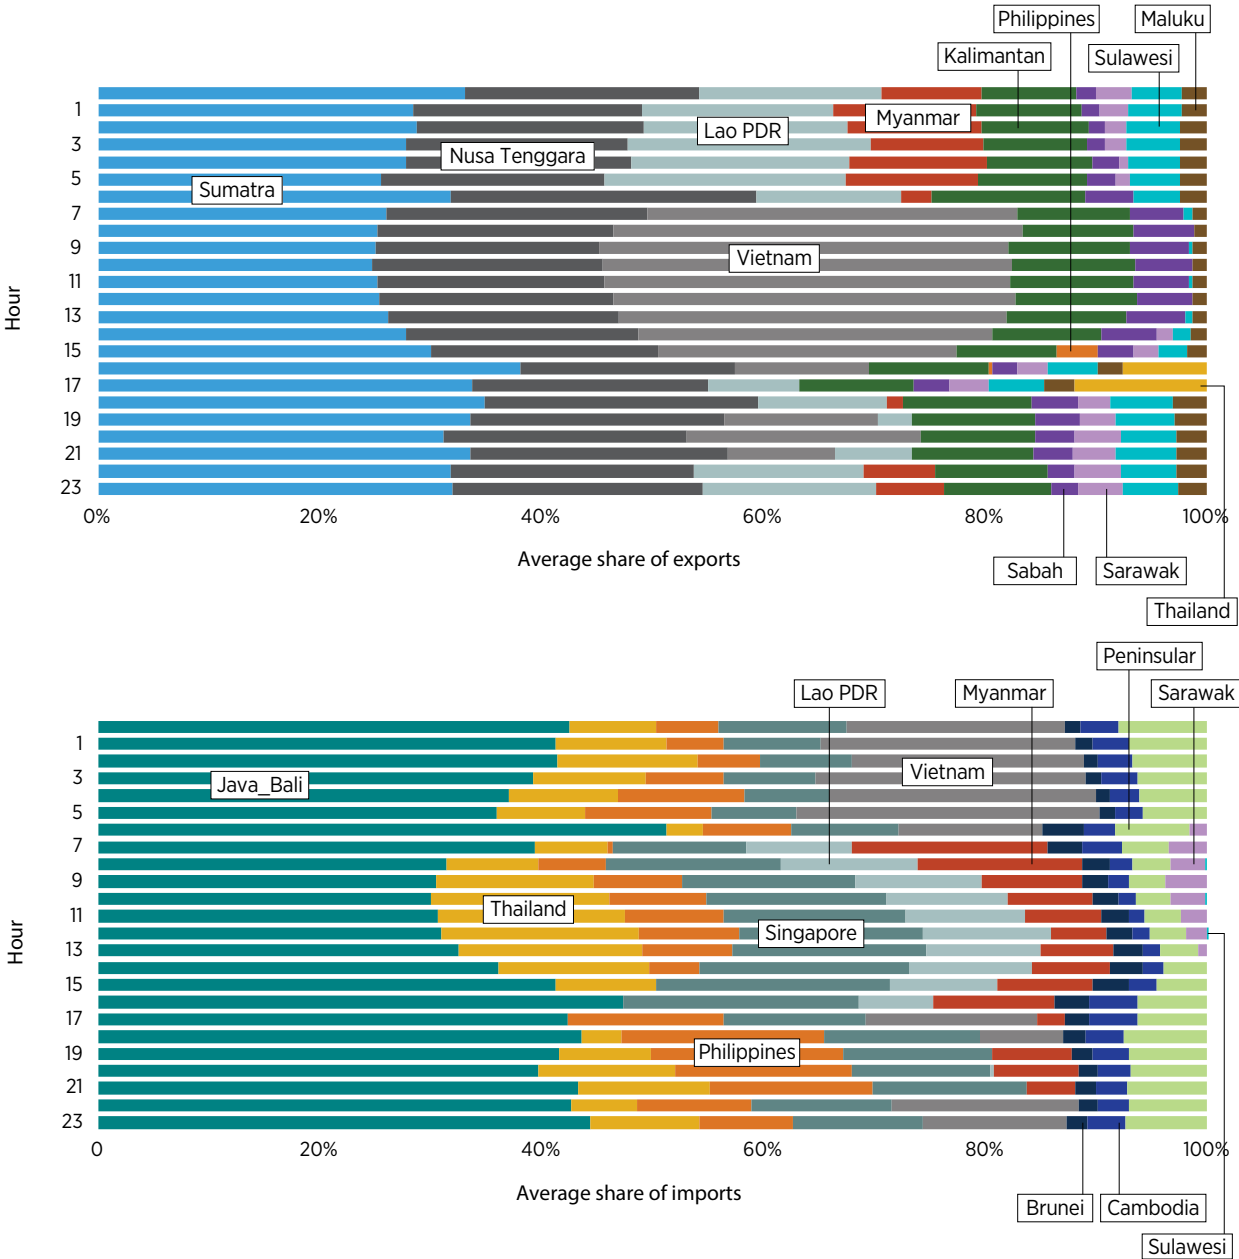 Philippines
Maluku
Kalimantan
Sulawesi
1
Myanmar
Lao PDR
3
Nusa Tenggara
5
Sumatra
7
9
Vietnam
11
13
15
17
19
21
23
Hour
0%
20%
40%
60%
80%
100%
Average share of exports
Sabah
Sarawak
Thailand
Peninsular
Lao PDR
Myanmar
Sarawak
1
3
Java_Bali
Vietnam
5
7
9
Thailand
11
Singapore
13
15
17
19
Philippines
21
23
Hour
0
20%
40%
60%
80%
100%
Average share of imports
Brunei
Cambodia
Sulawesi